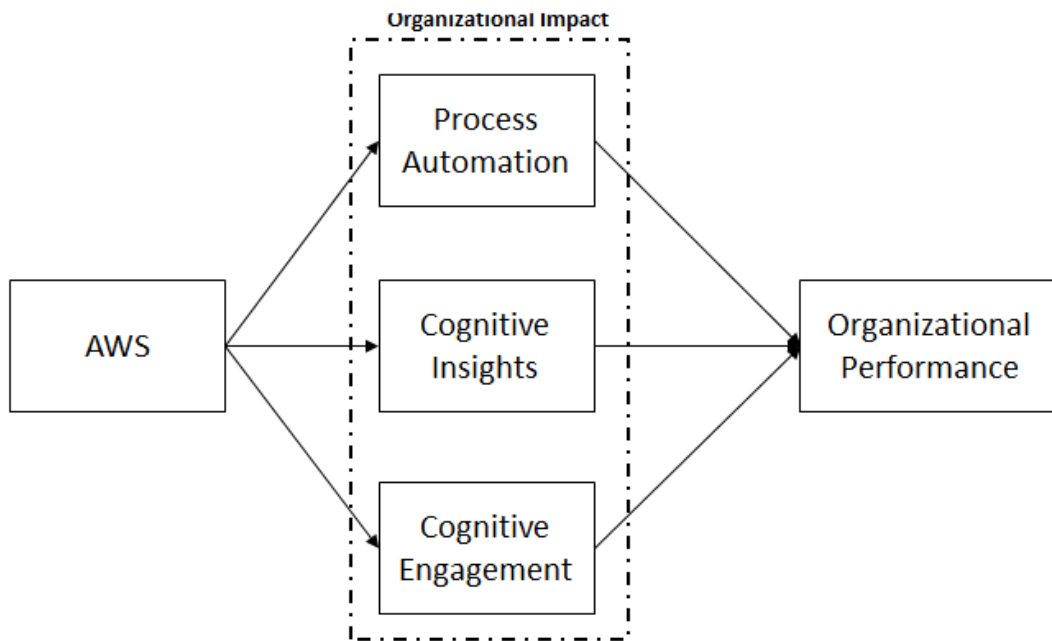 Organizational Impact
Process
Automation
AWS
Cognitive
Insights
Organizational
Performance
Cognitive
Engagement